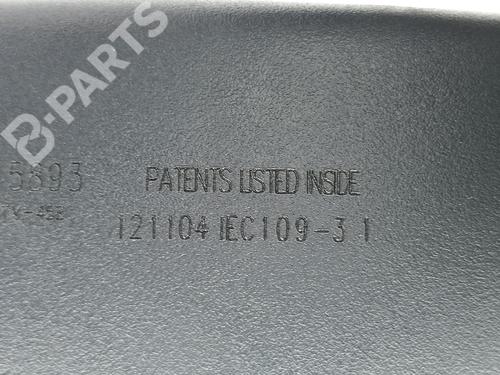 B-PARTS
5893 PATENTS LISTED INSIDE
121104 IEC109-3 1